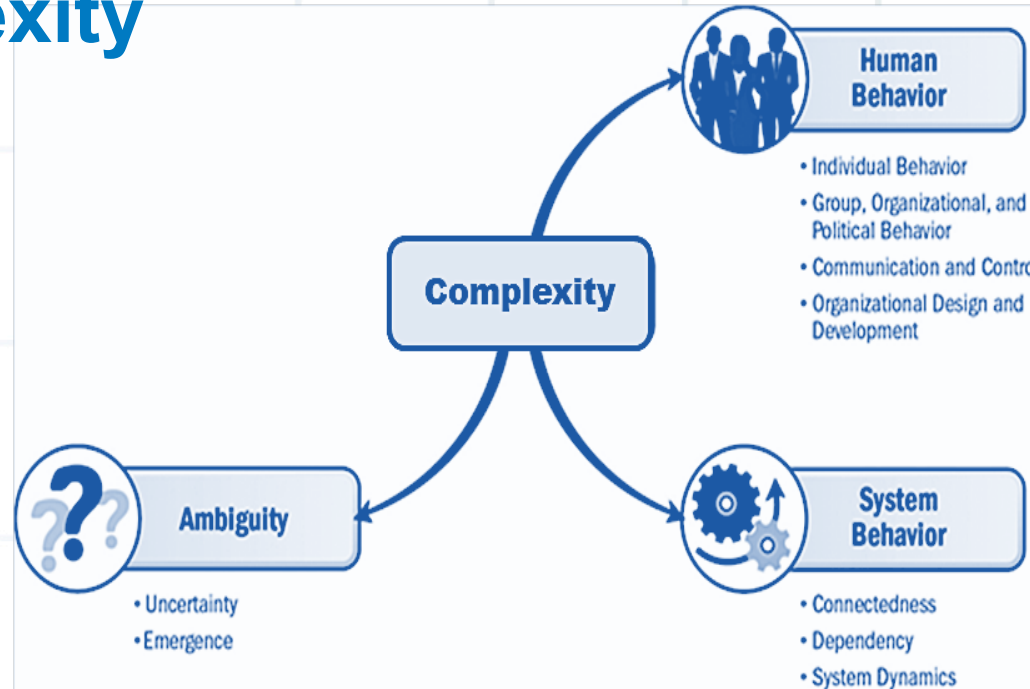 exity
Human
Behavior
• Individual Behavior
• Group, Organizational, and
Political Behavior
• Communication and Contro
• Organizational Design and
Development
Complexity
Ambiguity
• Uncertainty
• Emergence
System
Behavior
• Connectedness
• Dependency
• System Dynamics